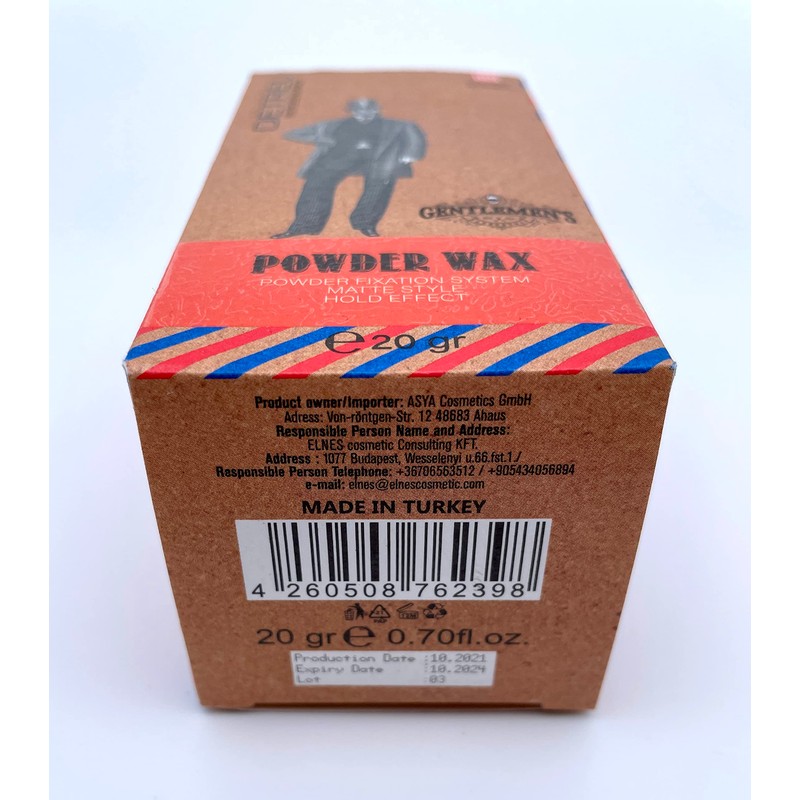 GENTLEMEN'S
POWDER WAX
POWDER FIXATION SYSTEM
MATTE STYLE
HOLD EFFECT
℮ 20 gr
Product owner/Importer: ASYA Cosmetics GmbH
Adress: Von-röntgen-Str. 12 48683 Ahaus
Responsible Person Name and Address:
ELNES cosmetic Consulting KFT.
Address : 1077 Budapest, Wesselenyi u.66.fst.1./
Responsible Person Telephone: +36706563512 / +905434056894
e-mail: elnes@elnescosmetic.com
MADE IN TURKEY
4 260508 762398
20 gr ℮ 0.70fl.oz.
Production Date :10.2021
Expiry Date :10.2024
Lot :03